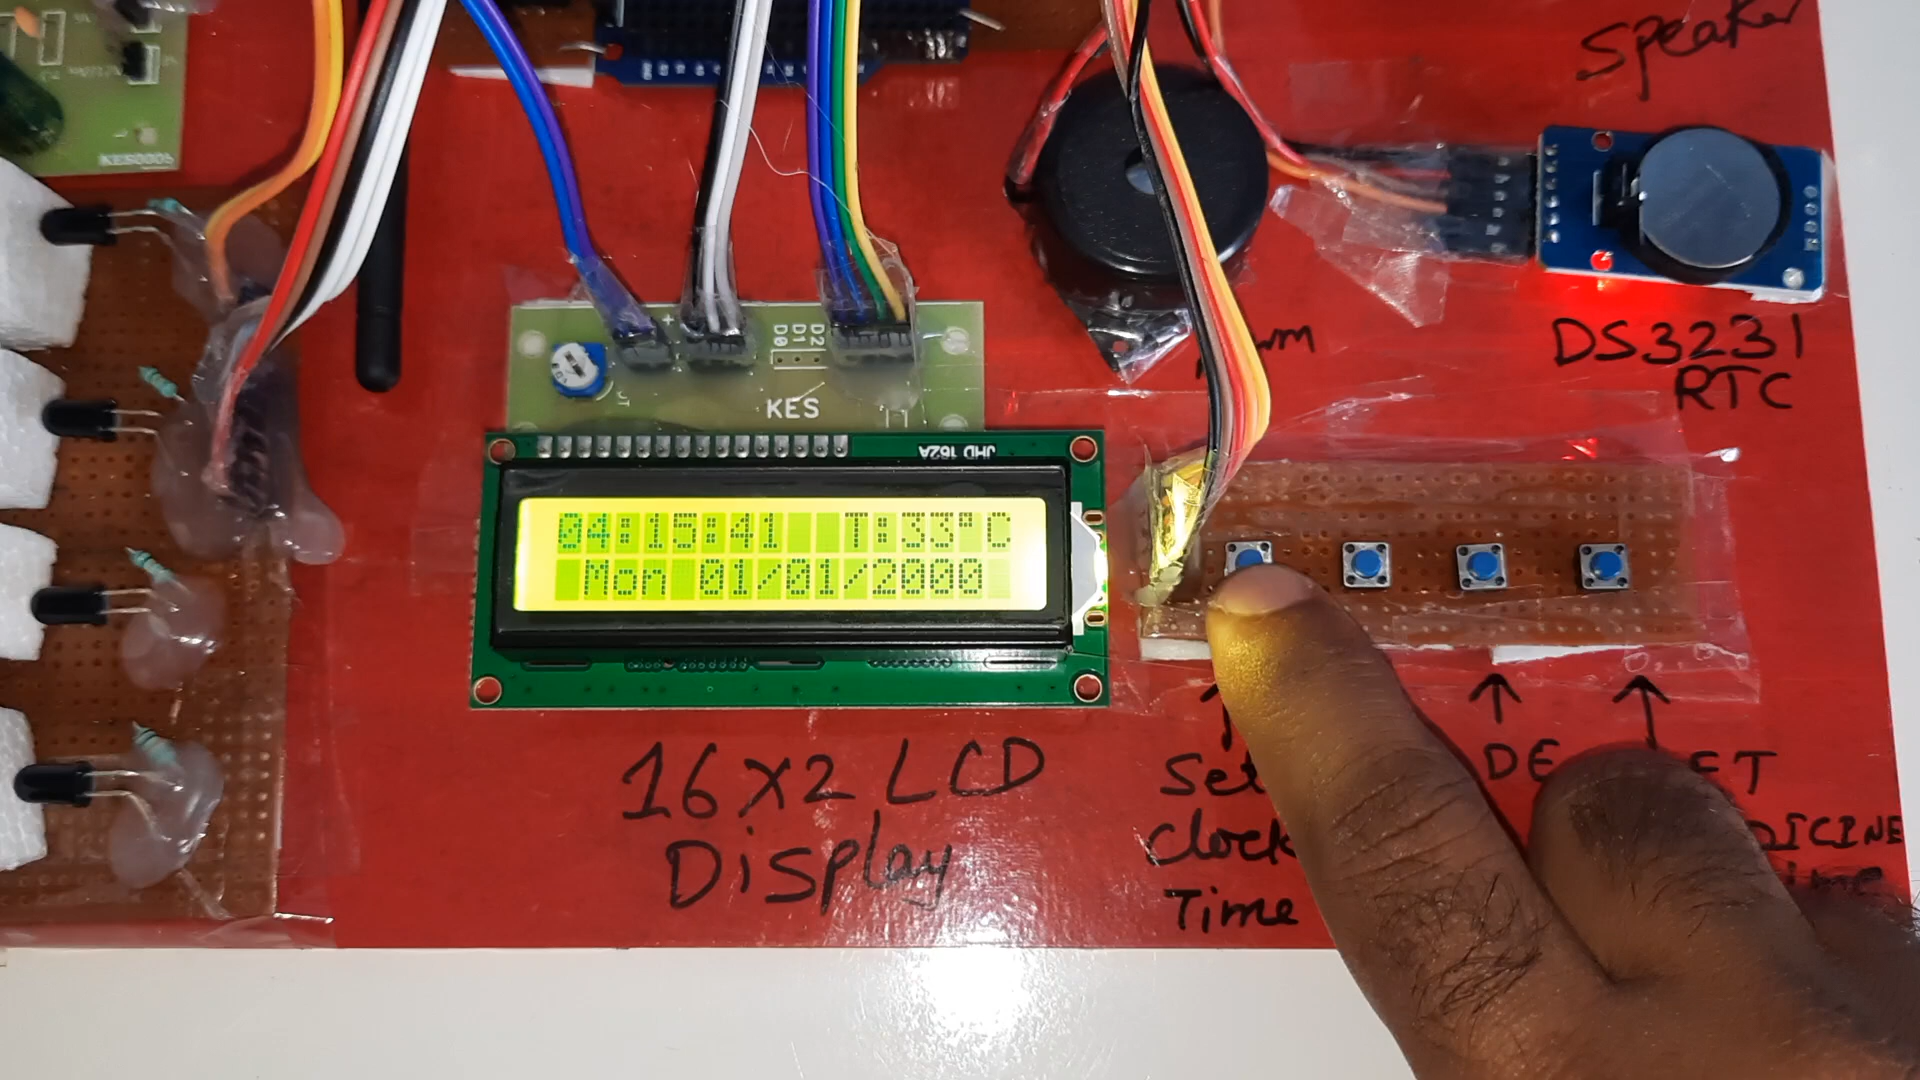 Speaker
KES0005
DS3231
RTC
D0
D1
D2
KES
JHD 162A
04:15:41 T:33°C
Mon 01/01/2000
16X2 LCD
Display
Set
Clock
Time